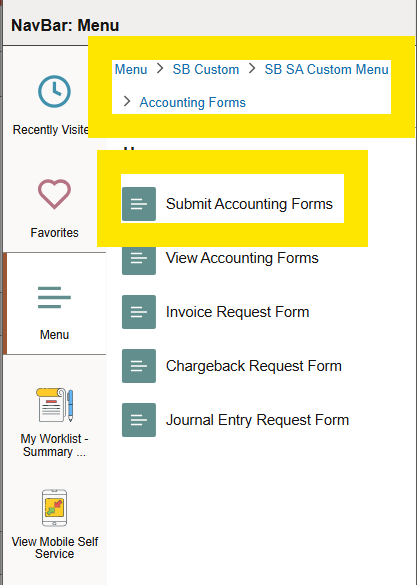 NavBar: Menu
Menu > SB Custom > SB SA Custom Menu
> Accounting Forms
Recently Visite
Favorites
Menu
My Worklist -
Summary ...
View Mobile Self
Service
Submit Accounting Forms
View Accounting Forms
Invoice Request Form
Chargeback Request Form
Journal Entry Request Form